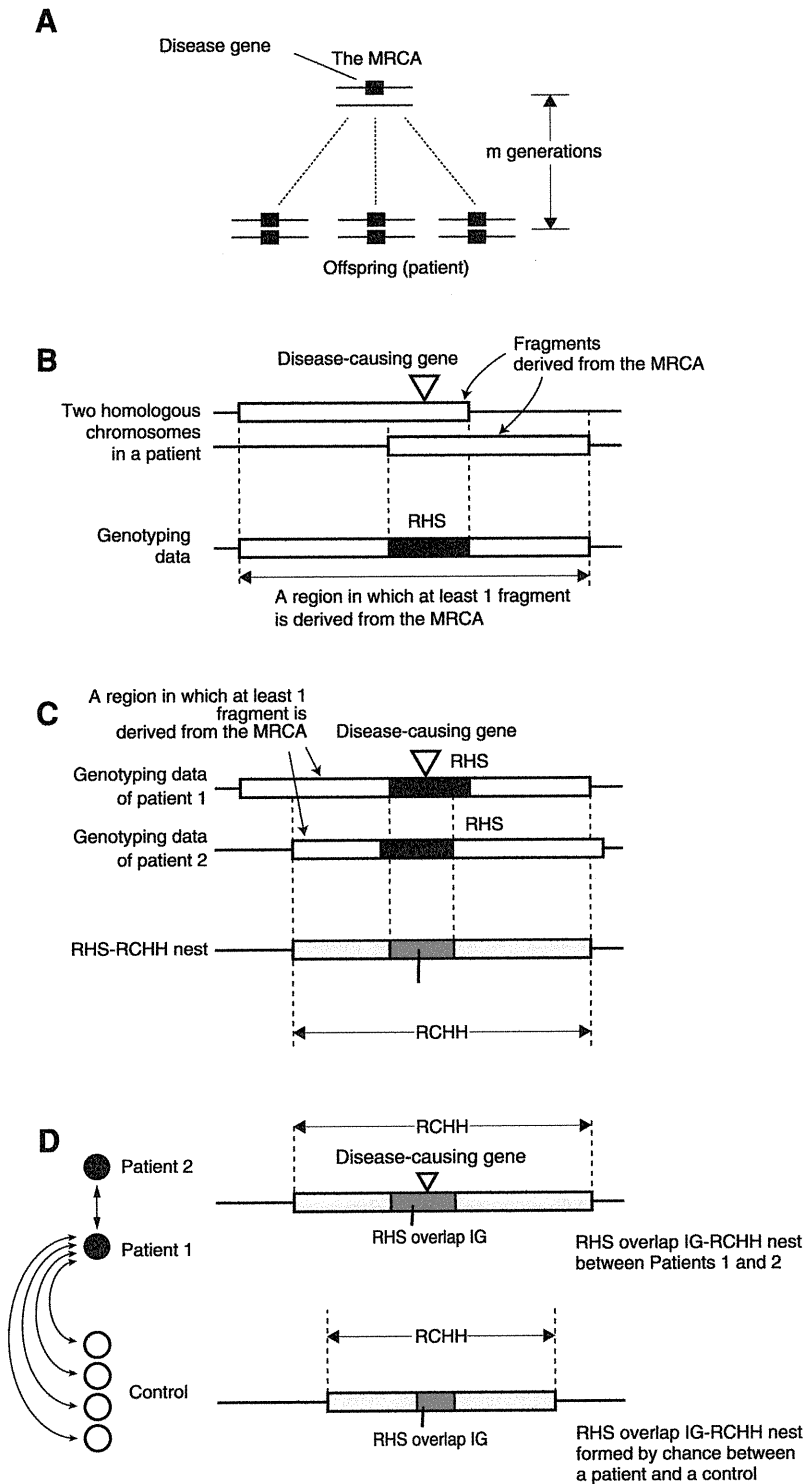 A
Disease gene
The MRCA
m generations
Offspring (patient)
B
Disease-causing gene
Fragments
derived from the MRCA
Two homologous
chromosomes
in a patient
RHS
Genotyping
data
A region in which at least 1 fragment
is derived from the MRCA
C
A region in which at least 1
fragment is
derived from the MRCA
Disease-causing gene
RHS
Genotyping data
of patient 1
RHS
Genotyping data
of patient 2
RHS-RCHH nest
RCHH
D
RCHH
Patient 2
Disease-causing gene
Patient 1
RHS overlap IG
RHS overlap IG-RCHH nest
between Patients 1 and 2
RCHH
Control
RHS overlap IG
RHS overlap IG-RCHH nest
formed by chance between
a patient and a control